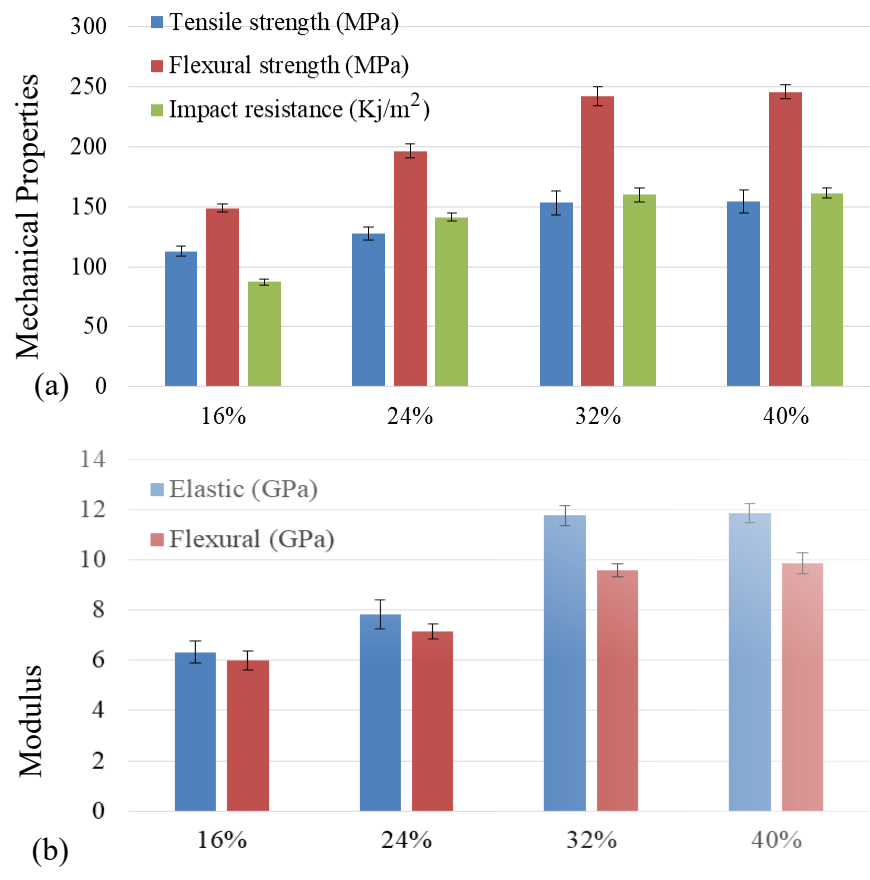 300
250
200
150
100
50
0
Mechanical Properties
Tensile strength (MPa)
Flexural strength (MPa)
Impact resistance (Kj/m²)
(a)
16% 24% 32% 40%
14
12
10
8
6
4
2
0
Modulus
Elastic (GPa)
Flexural (GPa)
(b)
16% 24% 32% 40%